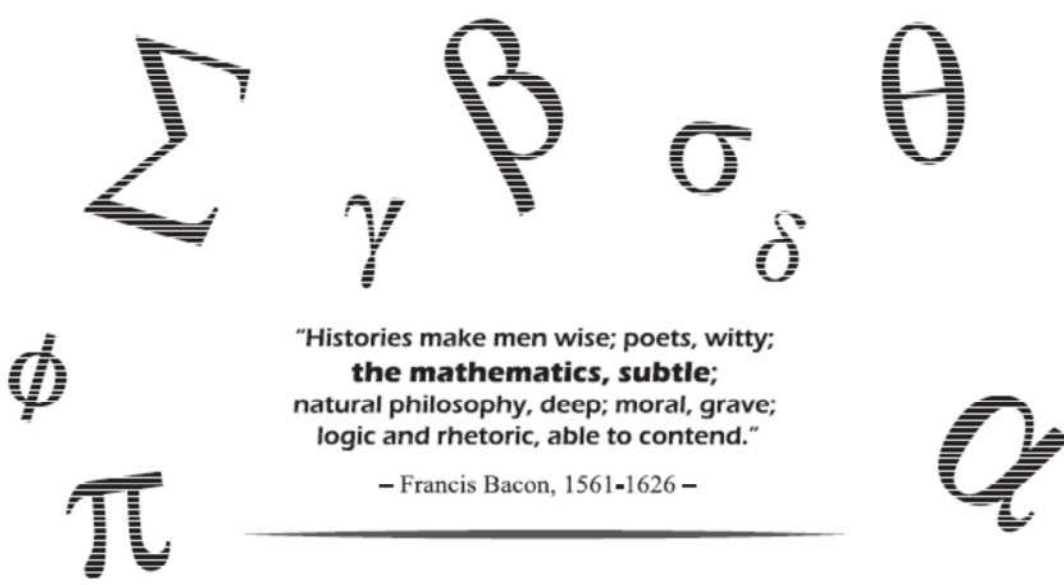 Σ
β
θ
σ
γ
δ
"Histories make men wise; poets, witty;
the mathematics, subtle;
natural philosophy, deep; moral, grave;
logic and rhetoric, able to contend."
– Francis Bacon, 1561-1626 –
ϕ
α
π